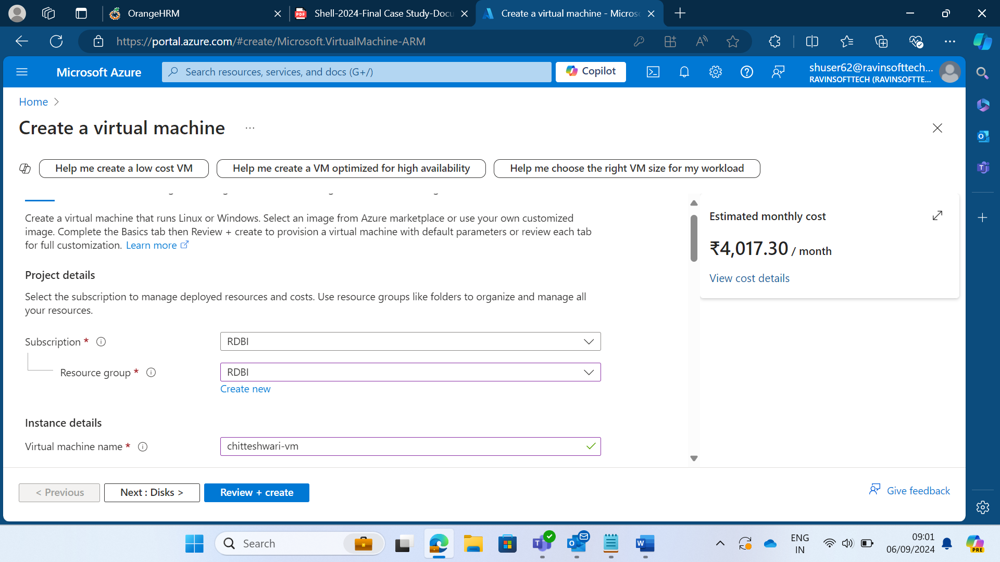 OrangeHRM
Shell-2024-Final Case Study-Docu
Create a virtual machine - Micros
https://portal.azure.com/#create/Microsoft.VirtualMachine-ARM
Microsoft Azure
Search resources, services, and docs (G+/)
Copilot
shuser62@ravinsofttech...
RAVINSOFTTECH (RAVINSOFTTE...
Home
Create a virtual machine
...
Help me create a low cost VM
Help me create a VM optimized for high availability
Help me choose the right VM size for my workload
Create a virtual machine that runs Linux or Windows. Select an image from Azure marketplace or use your own customized
image. Complete the Basics tab then Review + create to provision a virtual machine with default parameters or review each tab
for full customization. Learn more
Estimated monthly cost
₹4,017.30 / month
View cost details
Project details
Select the subscription to manage deployed resources and costs. Use resource groups like folders to organize and manage all
your resources.
Subscription *
RDBI
Resource group *
RDBI
Create new
Instance details
Virtual machine name *
chitteshwari-vm
< Previous
Next : Disks >
Review + create
Give feedback
Search
ENG
IN
09:01
06/09/2024
PRE